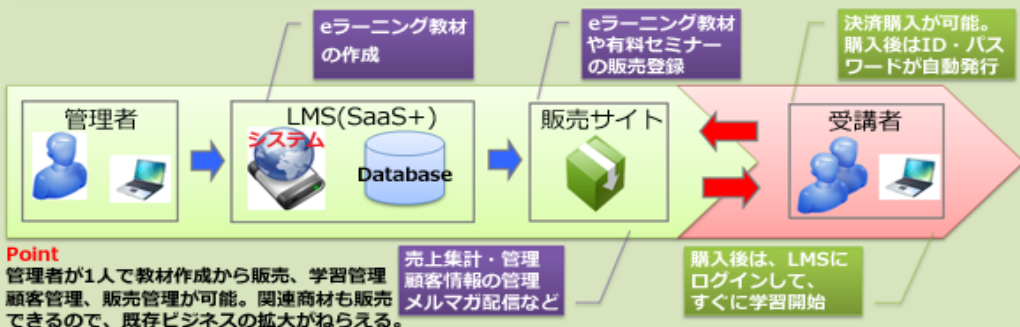 eラーニング教材
の作成
eラーニング教材
や有料セミナー
の販売登録
決済購入が可能。
購入後はID・パス
ワードが自動発行
管理者
LMS(SaaS+)
システム
Database
販売サイト
受講者
Point
管理者が1人で教材作成から販売、学習管理
顧客管理、販売管理が可能。関連商材も販売
できるので、既存ビジネスの拡大がねらえる。
売上集計・管理
顧客情報の管理
メルマガ配信など
購入後は、LMSに
ログインして、
すぐに学習開始